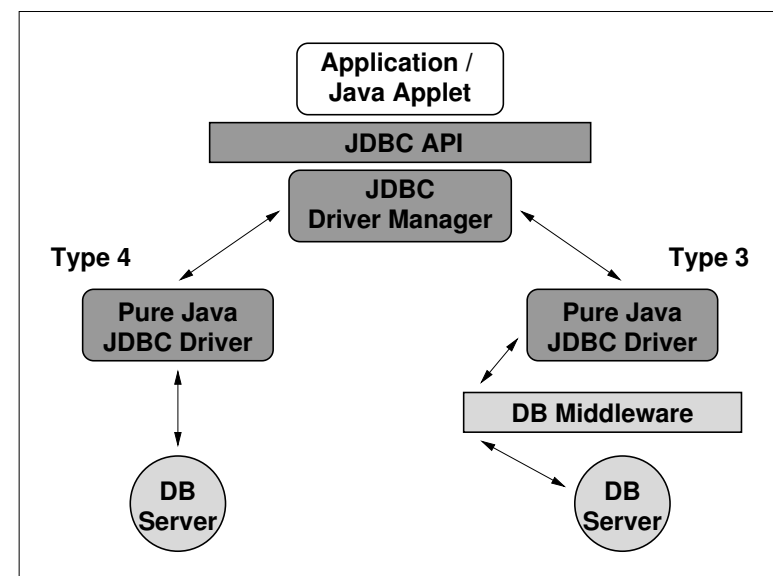 Application /
Java Applet
JDBC API
JDBC
Driver Manager
Type 4
Type 3
Pure Java
JDBC Driver
Pure Java
JDBC Driver
DB Middleware
DB
Server
DB
Server